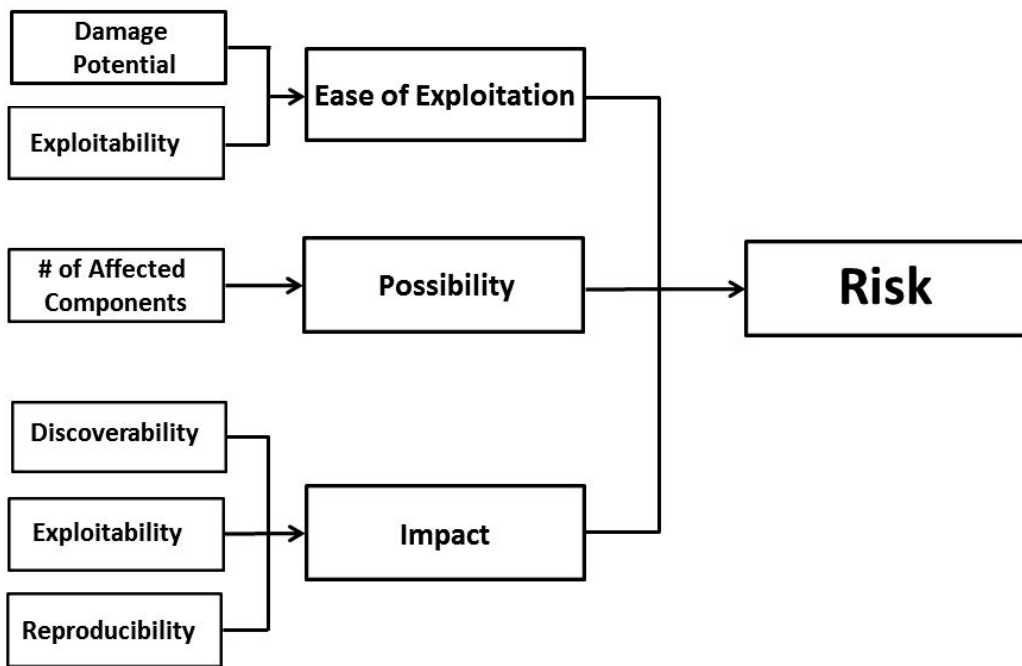 Damage
Potential
Exploitability
Ease of Exploitation
# of Affected
Components
Possibility
Risk
Discoverability
Exploitability
Reproducibility
Impact